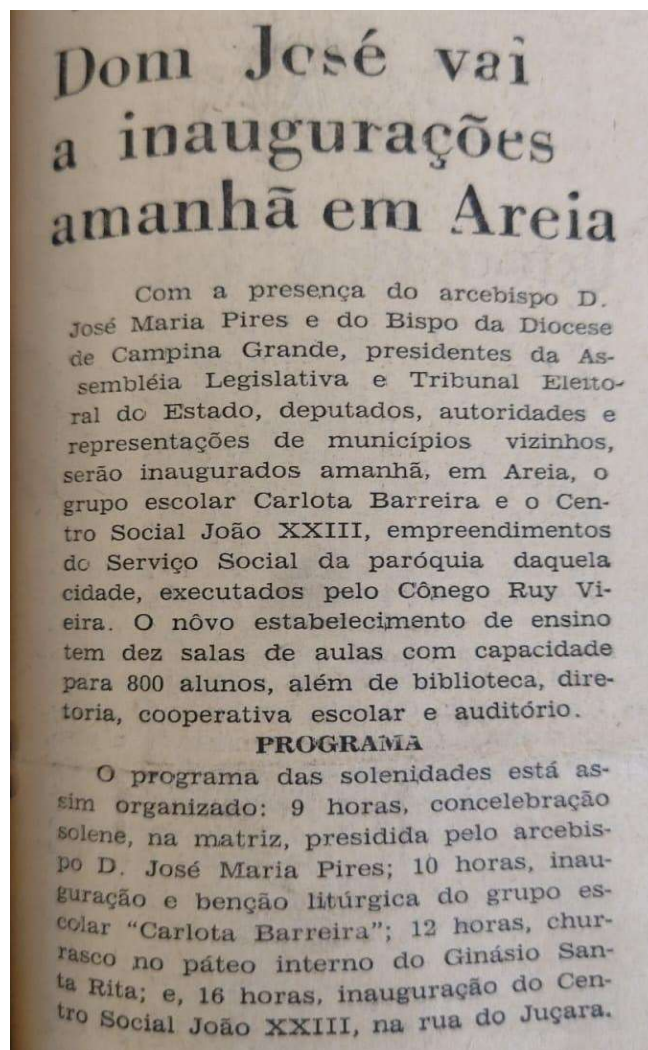 Dom José vai
a inaugurações
amanhã em Areia
Com a presença do arcebispo D.
José Maria Pires e do Bispo da Diocese
de Campina Grande, presidentes da As-
sembléia Legislativa e Tribunal Eleito-
ral do Estado, deputados, autoridades e
representações de municípios vizinhos,
serão inaugurados amanhã, em Areia, o
grupo escolar Carlota Barreira e o Cen-
tro Social João XXIII, empreendimentos
do Serviço Social da paróquia daquela
cidade, executados pelo Cônego Ruy Vi-
eira. O nôvo estabelecimento de ensino
tem dez salas de aulas com capacidade
para 800 alunos, além de biblioteca, dire-
toria, cooperativa escolar e auditório.
PROGRAMA
O programa das solenidades está as-
sim organizado: 9 horas, concelebração
solene, na matriz, presidida pelo arcebis-
po D. José Maria Pires; 10 horas, inau-
guração e benção litúrgica do grupo es-
colar "Carlota Barreira"; 12 horas, chur-
rasco no páteo interno do Ginásio San-
ta Rita; e, 16 horas, inauguração do Cen-
tro Social João XXIII, na rua do Juçara.